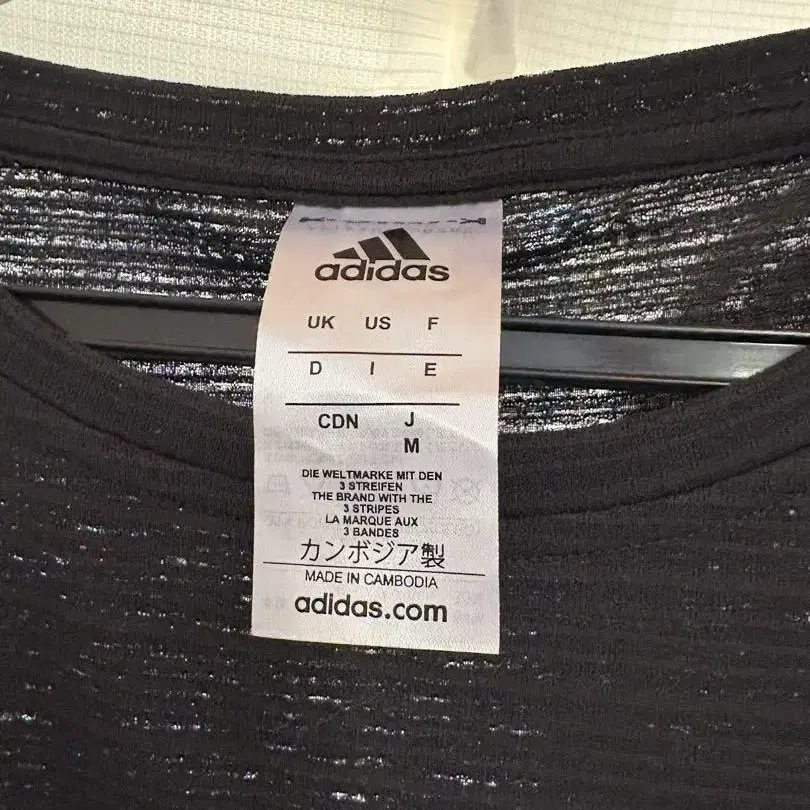 adidas
UK US F
D I E
CDN J
M
DIE WELTMARKE MIT DEN
3 STREIFEN
THE BRAND WITH THE
3 STRIPES
LA MARQUE AUX
3 BANDES
カンボジア製
MADE IN CAMBODIA
adidas.com